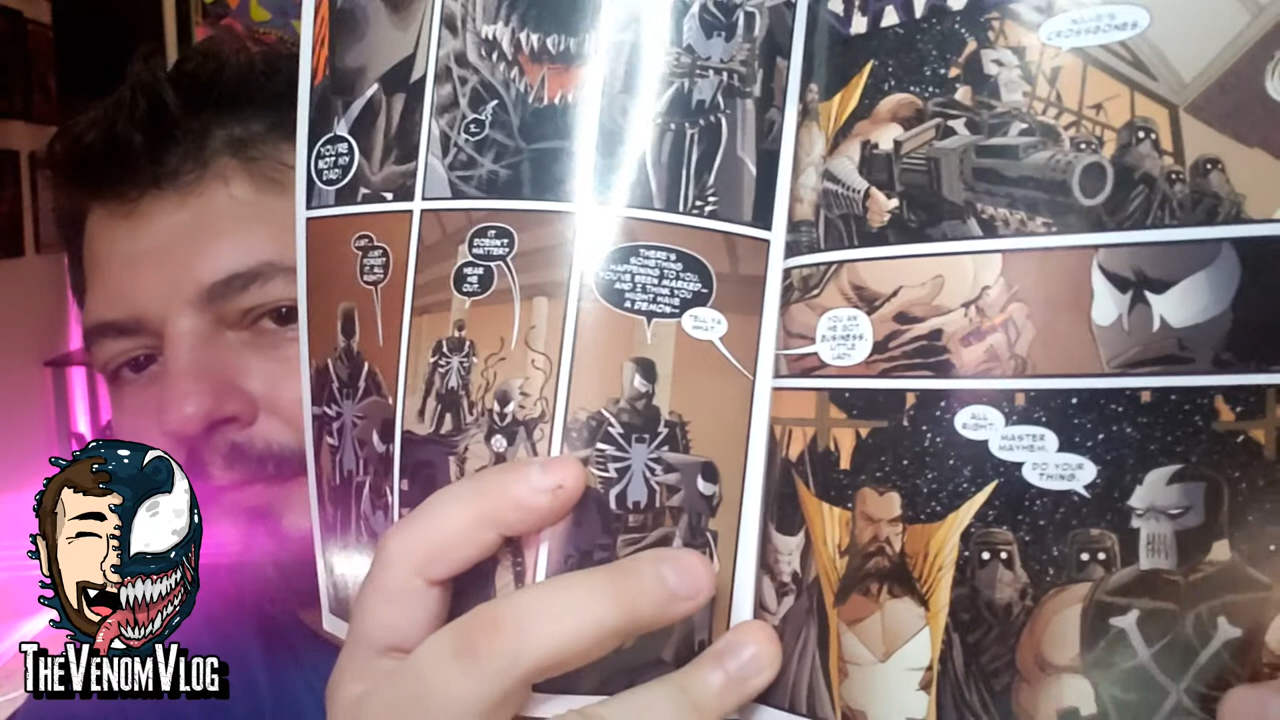 YOU'RE
NOT MY
DAD!
I...
JUST...
JUST
FORGET
IT, ALL
RIGHT?
IT
DOESN'T
MATTER?
HEAR
ME
OUT.
THERE'S
SOMETHING
HAPPENING TO YOU.
YOU'VE BEEN MARKED...
AND I THINK YOU
MIGHT HAVE
A DEMON--
TELL YA
WHAT.
CROSSBONES.
YOU AN'
ME GOT
BUSINESS,
LITTLE
LADY.
ALL
RIGHT,
MASTER
MAYHEM.
DO YOUR
THING.
THEVENOMVLOG